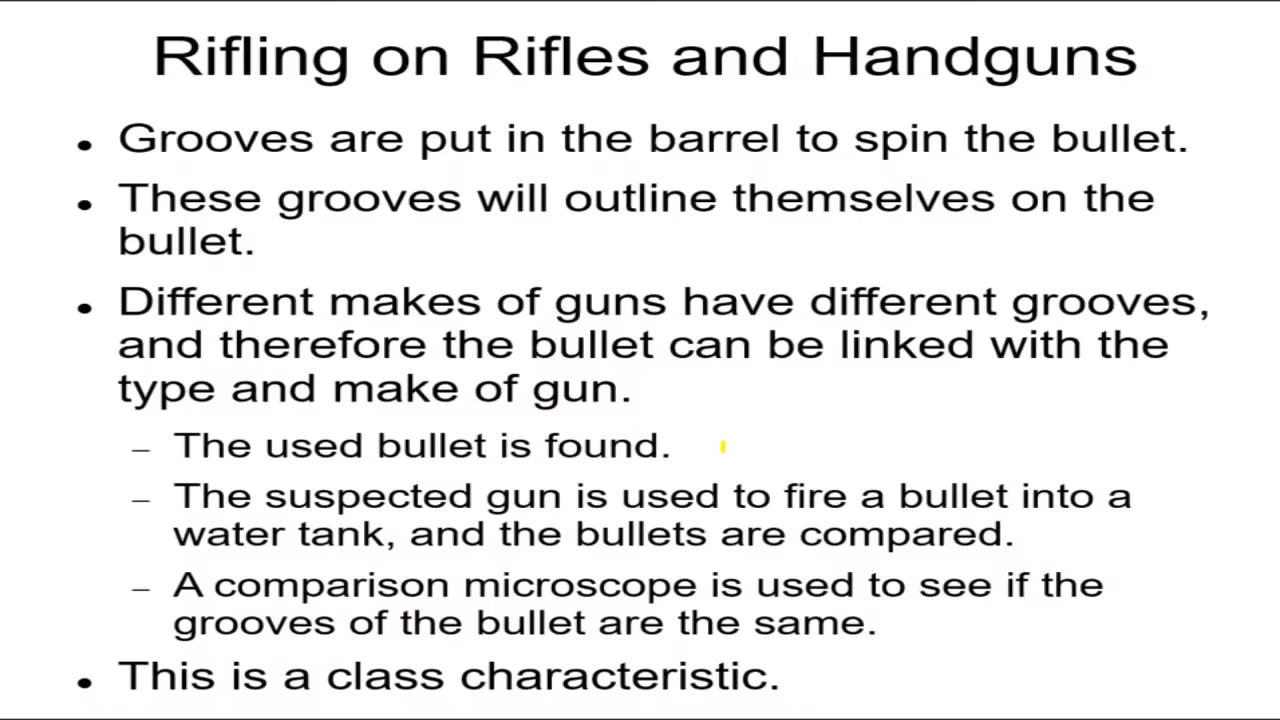 Rifling on Rifles and Handguns
• Grooves are put in the barrel to spin the bullet.
• These grooves will outline themselves on the
bullet.
• Different makes of guns have different grooves,
and therefore the bullet can be linked with the
type and make of gun.
– The used bullet is found.
– The suspected gun is used to fire a bullet into a
water tank, and the bullets are compared.
– A comparison microscope is used to see if the
grooves of the bullet are the same.
• This is a class characteristic.